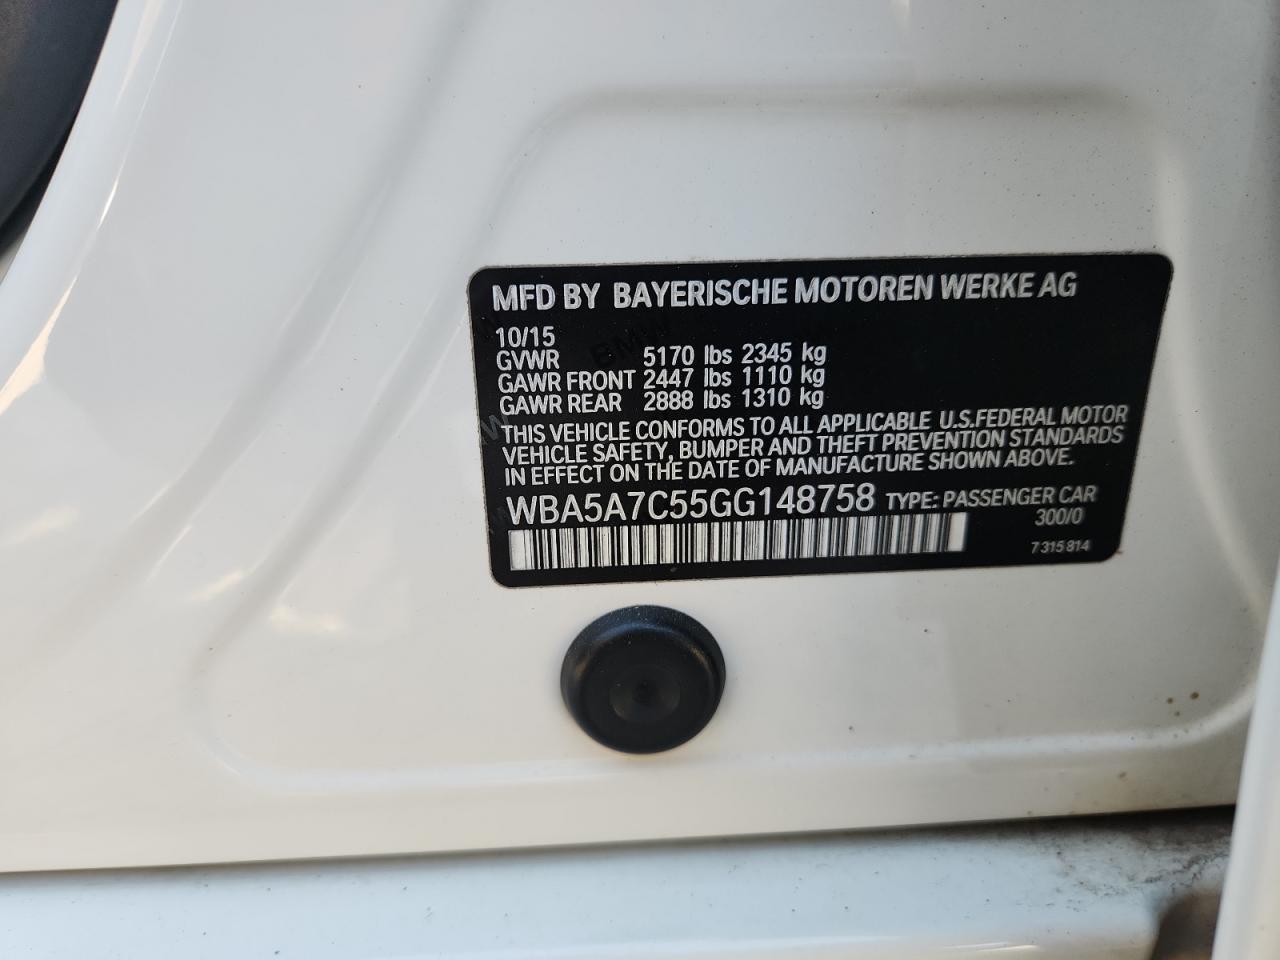 MFD BY BAYERISCHE MOTOREN WERKE AG
10/15
GVWR 5170 lbs 2345 kg
GAWR FRONT 2447 lbs 1110 kg
GAWR REAR 2888 lbs 1310 kg
THIS VEHICLE CONFORMS TO ALL APPLICABLE U.S.FEDERAL MOTOR
VEHICLE SAFETY, BUMPER AND THEFT PREVENTION STANDARDS
IN EFFECT ON THE DATE OF MANUFACTURE SHOWN ABOVE.
WBA5A7C55GG148758 TYPE: PASSENGER CAR
300/0
7 315 814